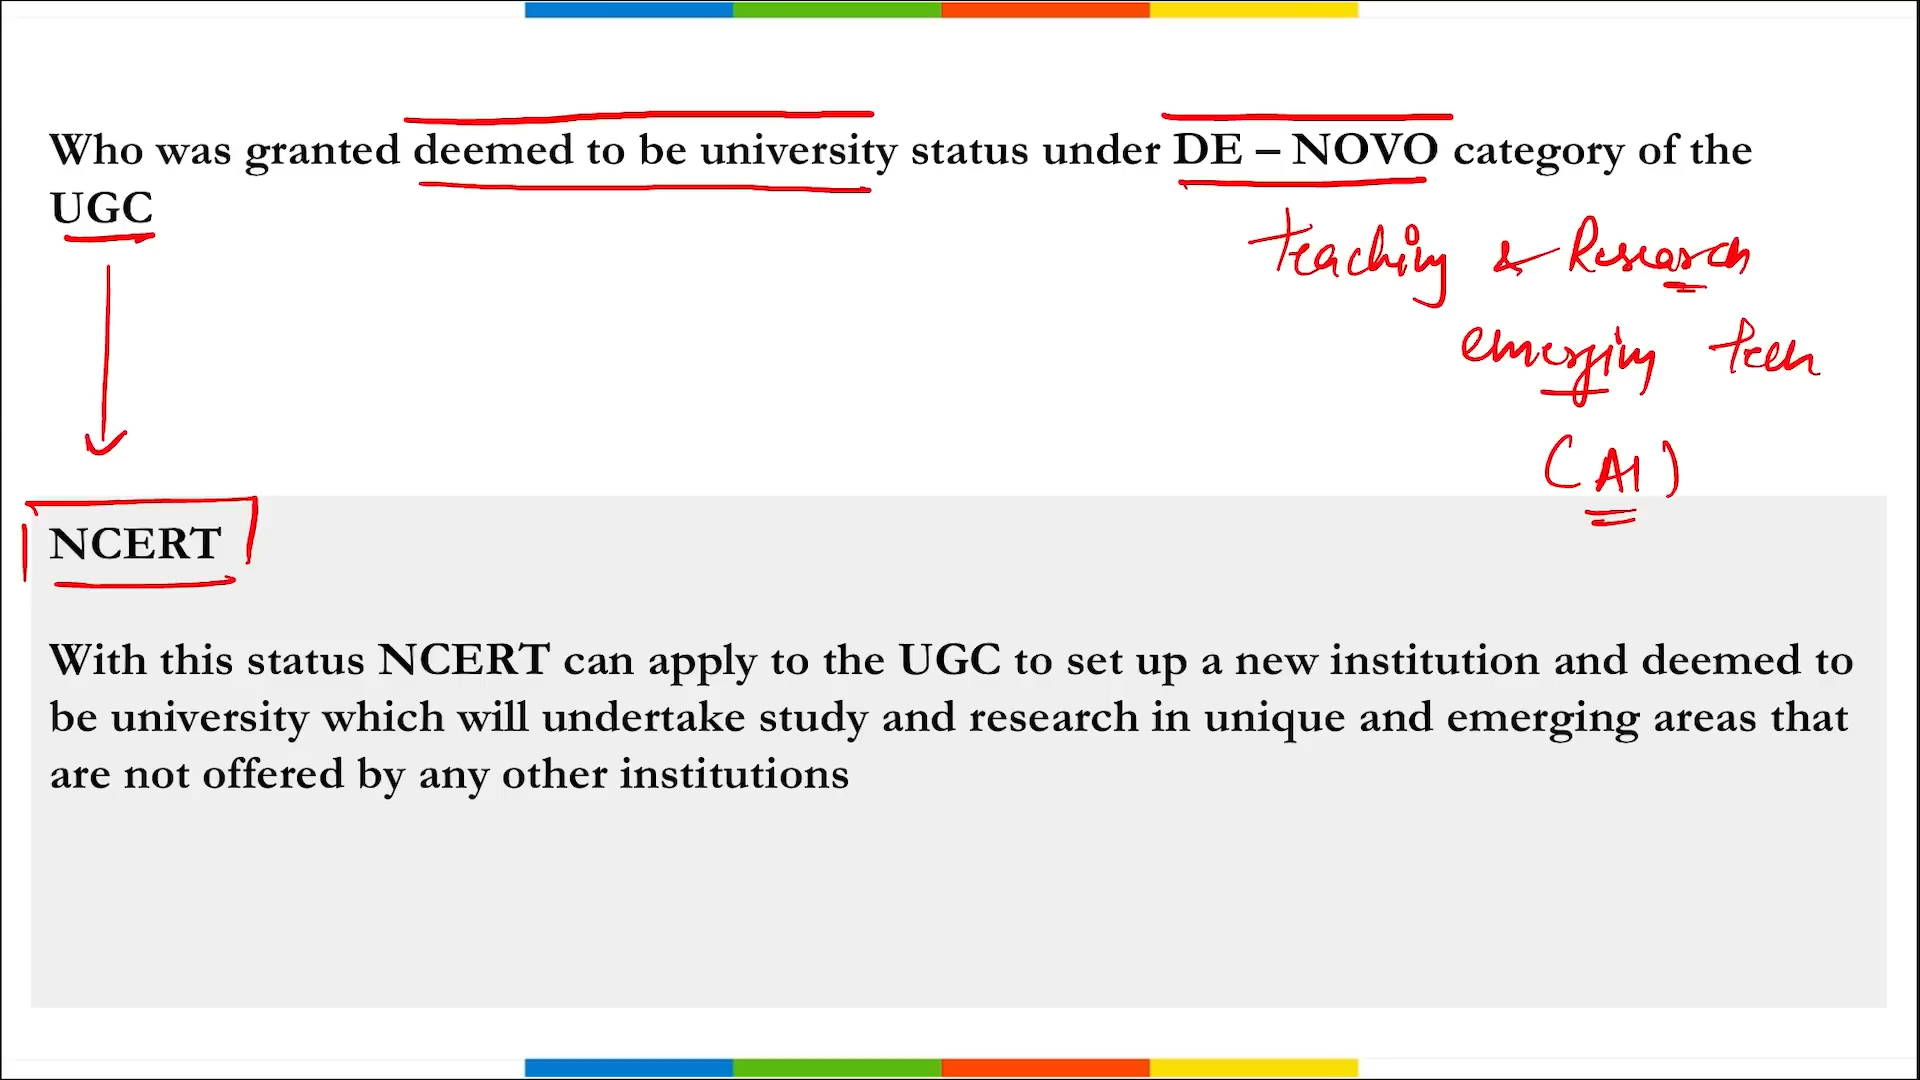 Who was granted deemed to be university status under DE – NOVO category of the
UGC
teaching & Research
emerging tech
(AI)
NCERT
With this status NCERT can apply to the UGC to set up a new institution and deemed to
be university which will undertake study and research in unique and emerging areas that
are not offered by any other institutions